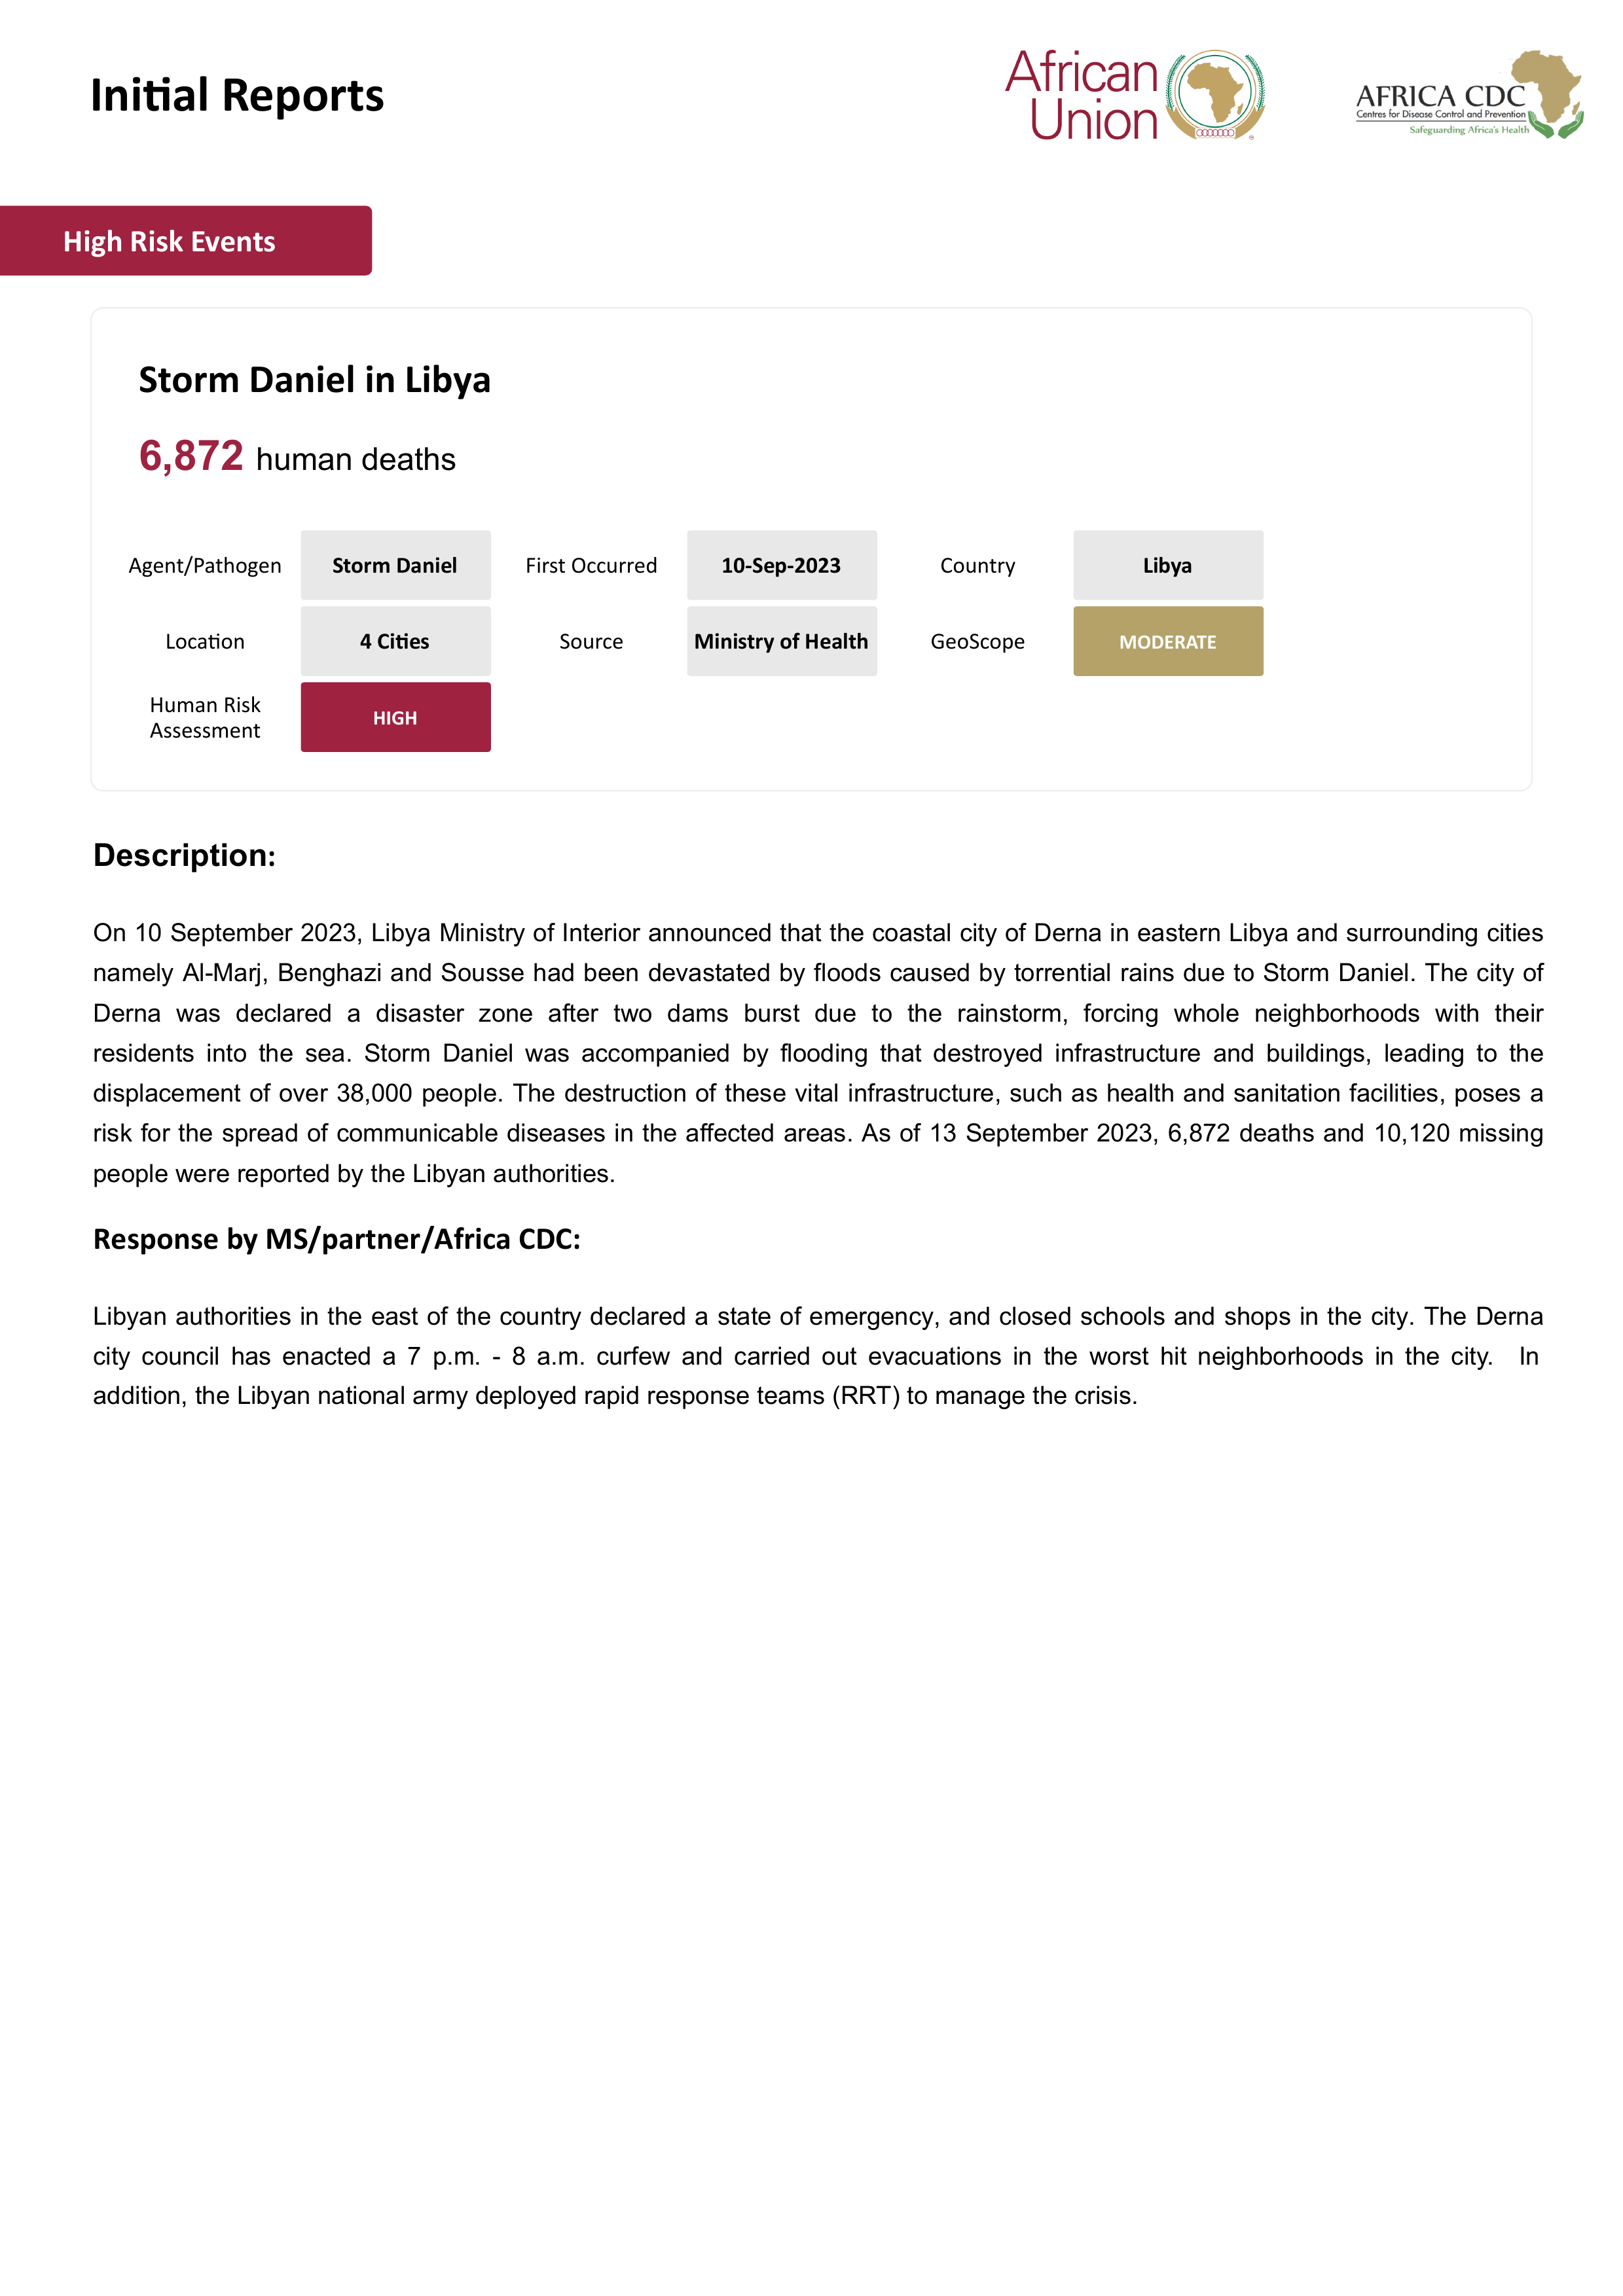 Initial Reports
African
Union
AFRICA CDC
Centres for Disease Control and Prevention
Safeguarding Africa's Health
High Risk Events
Storm Daniel in Libya
6,872 human deaths
Agent/Pathogen Storm Daniel First Occurred 10-Sep-2023 Country Libya
Location 4 Cities Source Ministry of Health GeoScope MODERATE
Human Risk
Assessment
HIGH
Description:
On 10 September 2023, Libya Ministry of Interior announced that the coastal city of Derna in eastern Libya and surrounding cities
namely Al-Marj, Benghazi and Sousse had been devastated by floods caused by torrential rains due to Storm Daniel. The city of
Derna was declared a disaster zone after two dams burst due to the rainstorm, forcing whole neighborhoods with their
residents into the sea. Storm Daniel was accompanied by flooding that destroyed infrastructure and buildings, leading to the
displacement of over 38,000 people. The destruction of these vital infrastructure, such as health and sanitation facilities, poses a
risk for the spread of communicable diseases in the affected areas. As of 13 September 2023, 6,872 deaths and 10,120 missing
people were reported by the Libyan authorities.
Response by MS/partner/Africa CDC:
Libyan authorities in the east of the country declared a state of emergency, and closed schools and shops in the city. The Derna
city council has enacted a 7 p.m. - 8 a.m. curfew and carried out evacuations in the worst hit neighborhoods in the city. In
addition, the Libyan national army deployed rapid response teams (RRT) to manage the crisis.